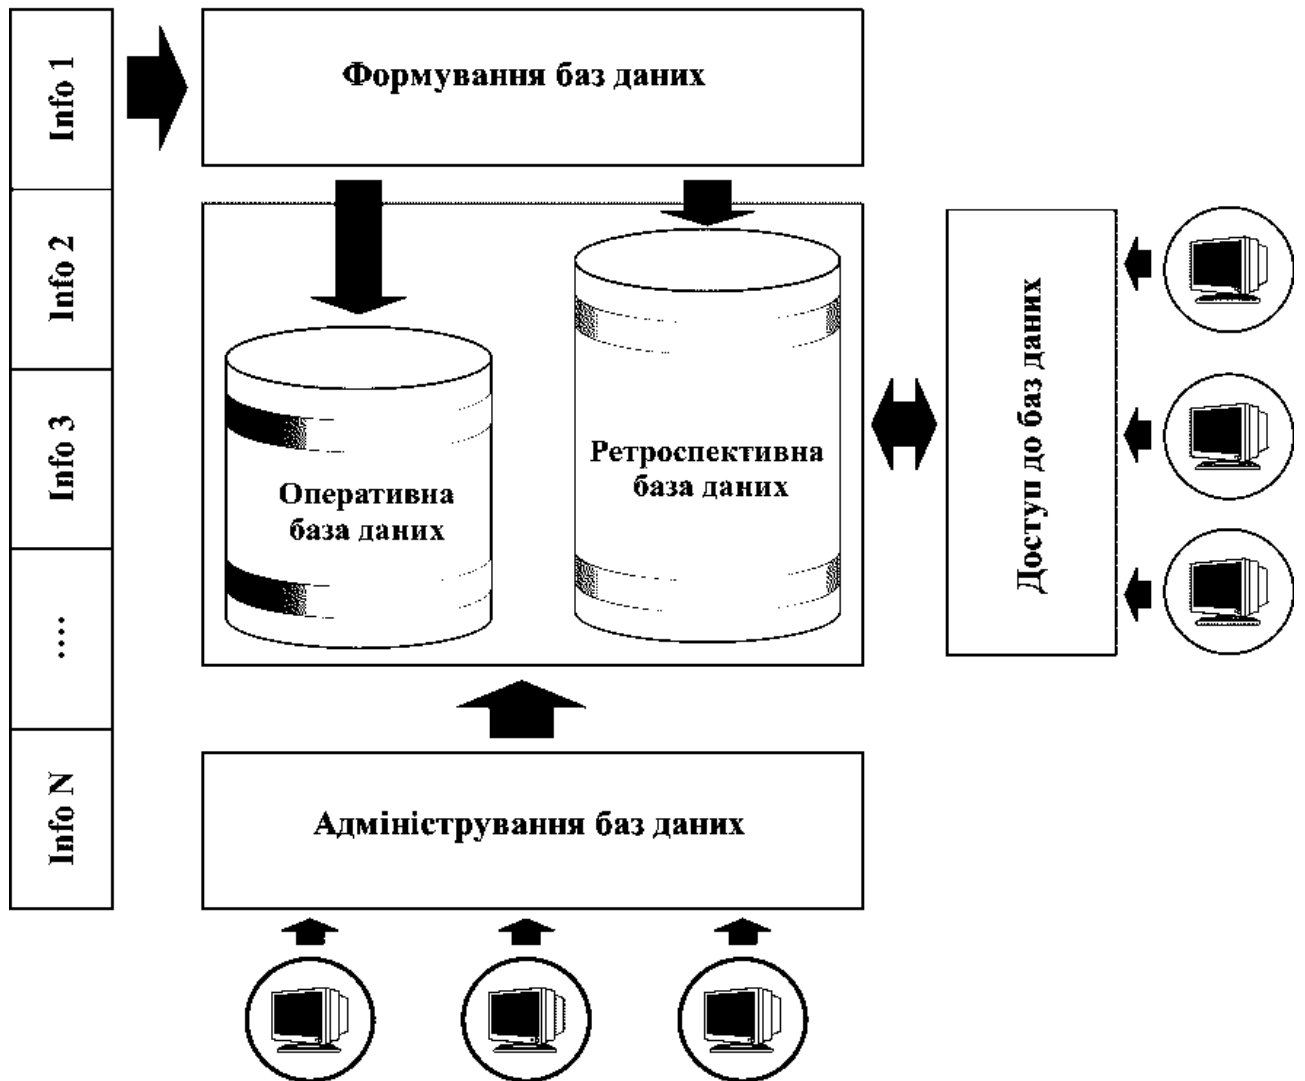 Info 1
Info 2
Info 3
....
Info N
Формування баз даних
Оперативна
база даних
Ретроспективна
база даних
Доступ до баз даних
Адміністрування баз даних